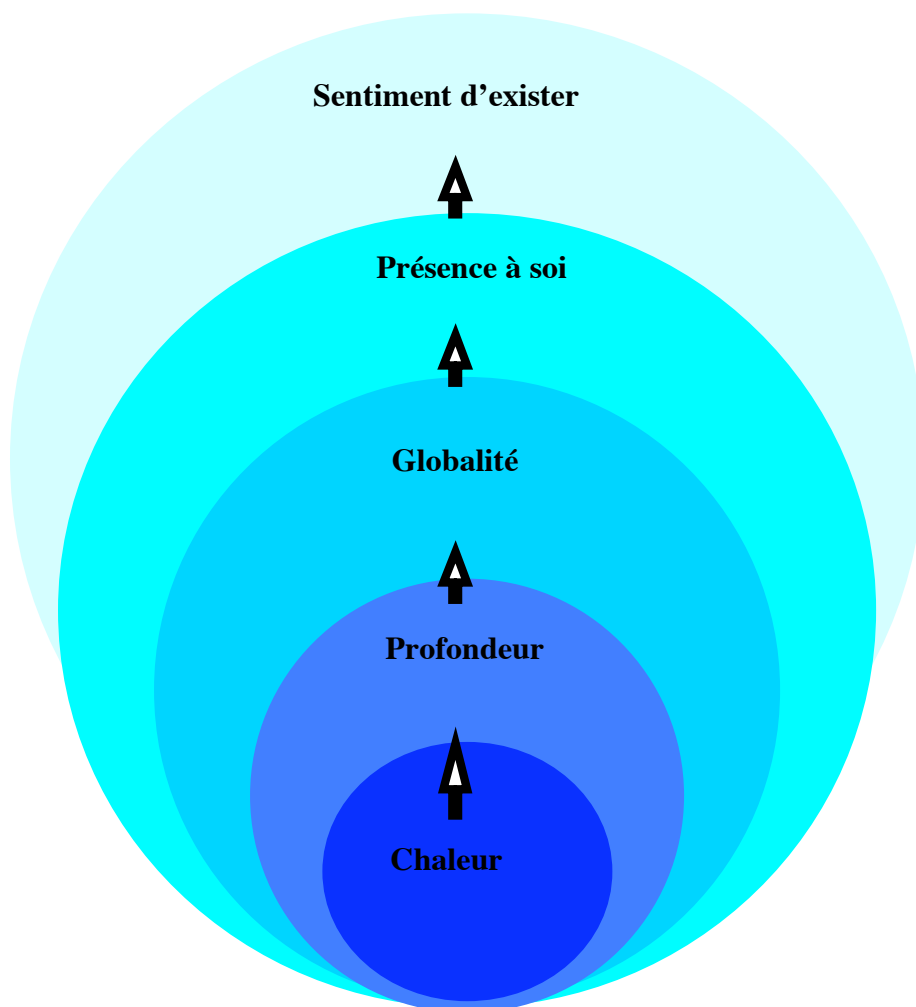 Sentiment d’exister
Présence à soi
Globalité
Profondeur
Chaleur